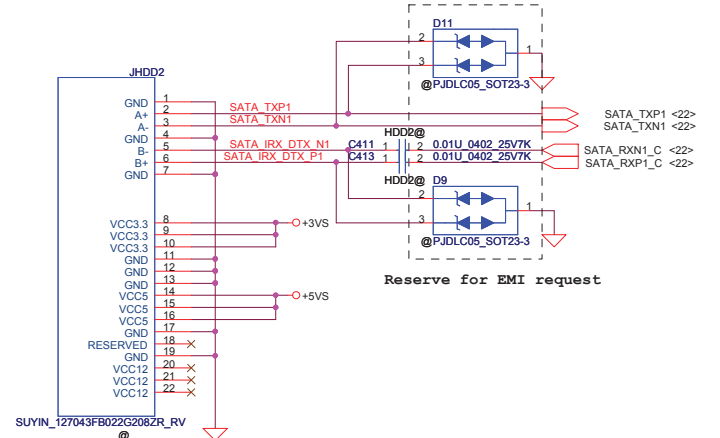 D11
2
3
1
@PJDLC05_SOT23-3
JHDD2
GND 1
A+ 2 SATA_TXP1 SATA_TXP1 <22>
A- 3 SATA_TXN1 SATA_TXN1 <22>
GND 4
HDD2@
B- 5 SATA_IRX_DTX_N1 C411 1 2 0.01U_0402_25V7K SATA_RXN1_C <22>
B+ 6 SATA_IRX_DTX_P1 C413 1 2 0.01U_0402_25V7K SATA_RXP1_C <22>
GND 7
HDD2@
D9
2
3
1
@PJDLC05_SOT23-3
Reserve for EMI request
VCC3.3 8 +3VS
VCC3.3 9
VCC3.3 10
GND 11
GND 12
GND 13
VCC5 14 +5VS
VCC5 15
VCC5 16
GND 17
RESERVED 18
GND 19
VCC12 20
VCC12 21
VCC12 22
SUYIN_127043FB022G208ZR_RV
@